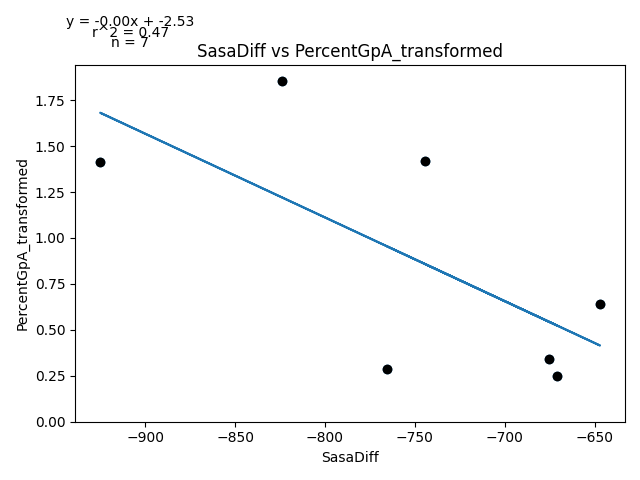 y = -0.00x + -2.53
r^2 = 0.47
n = 7
SasaDiff vs PercentGpA_transformed
PercentGpA_transformed
1.75
1.50
1.25
1.00
0.75
0.50
0.25
0.00
−900
−850
−800
−750
−700
−650
SasaDiff